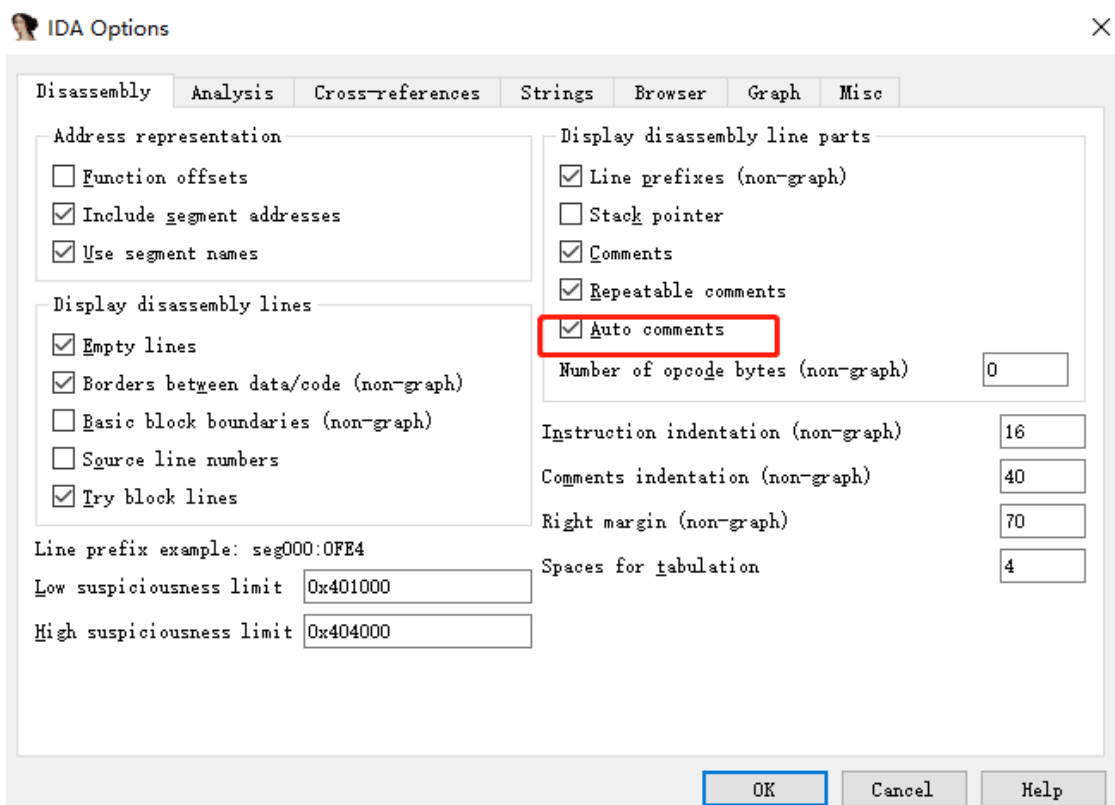 IDA Options
Disassembly Analysis Cross-references Strings Browser Graph Misc
Address representation
Function offsets
Include segment addresses
Use segment names
Display disassembly lines
Empty lines
Borders between data/code (non-graph)
Basic block boundaries (non-graph)
Source line numbers
Try block lines
Line prefix example: seg000:0FE4
Low suspiciousness limit 0x401000
High suspiciousness limit 0x404000
Display disassembly line parts
Line prefixes (non-graph)
Stack pointer
Comments
Repeatable comments
Auto comments
Number of opcode bytes (non-graph) 0
Instruction indentation (non-graph) 16
Comments indentation (non-graph) 40
Right margin (non-graph) 70
Spaces for tabulation 4
OK Cancel Help